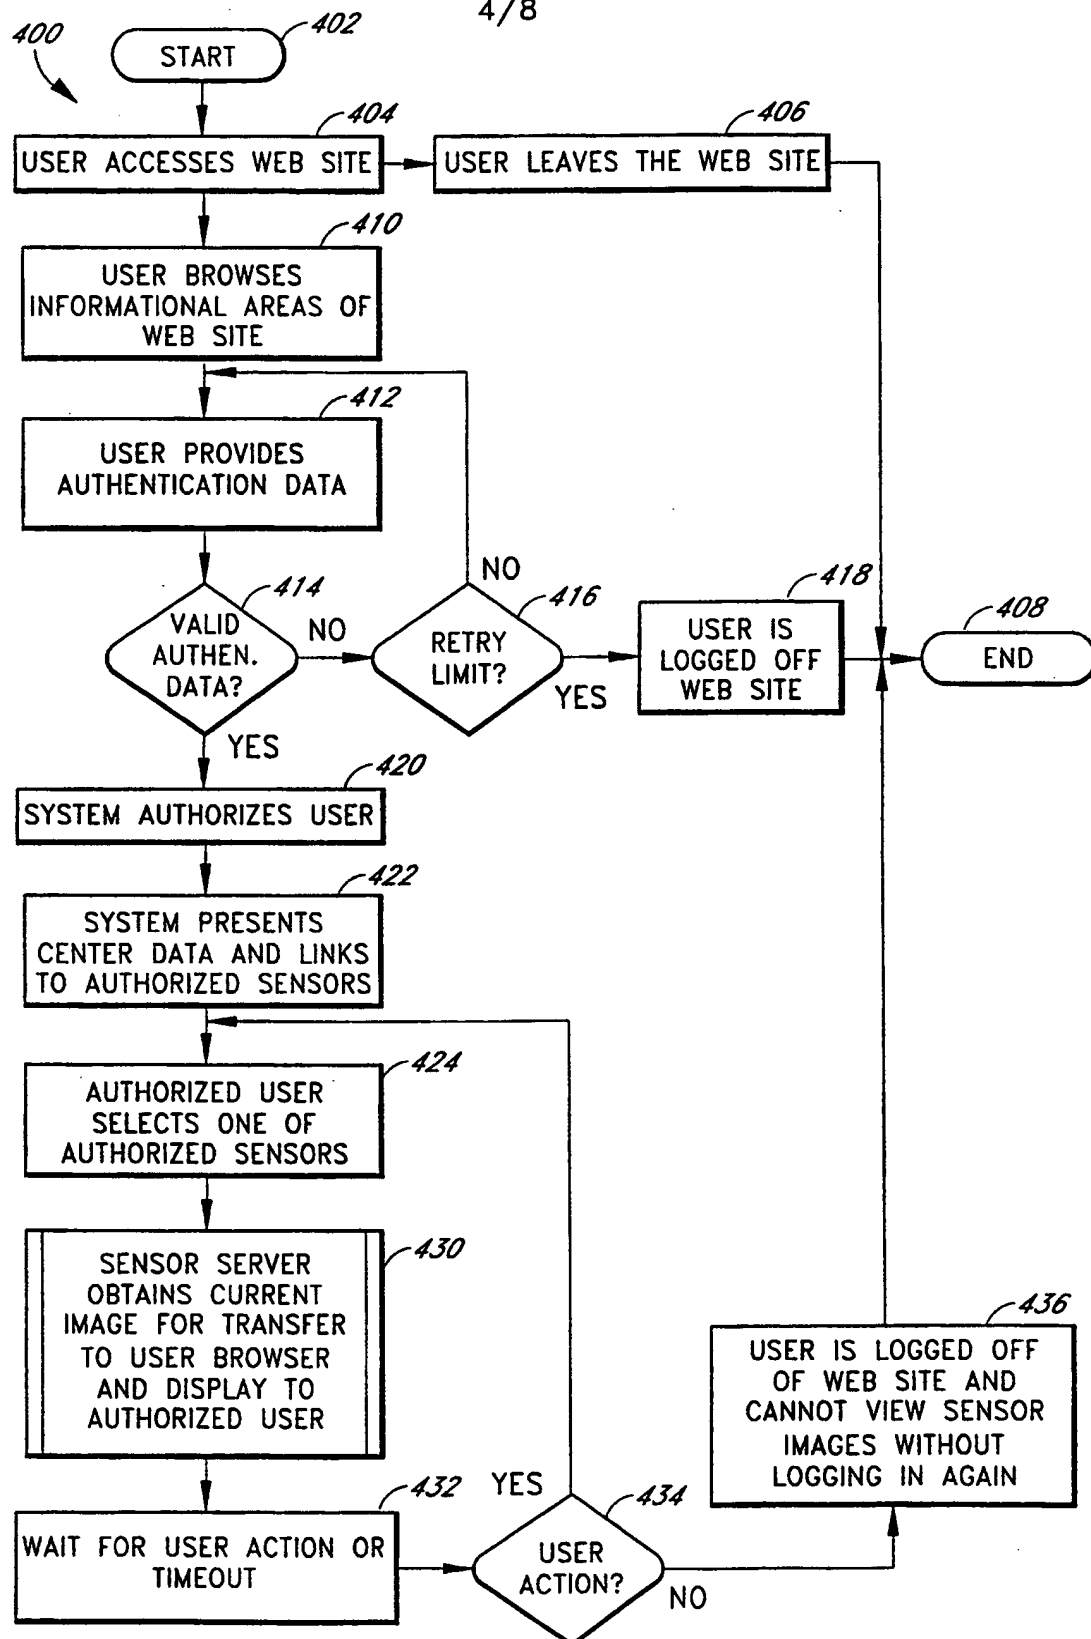 4/8
400
402
START
404
USER ACCESSES WEB SITE
406
USER LEAVES THE WEB SITE
410
USER BROWSES
INFORMATIONAL AREAS OF
WEB SITE
412
USER PROVIDES
AUTHENTICATION DATA
414
VALID
AUTHEN.
DATA?
NO
416
RETRY
LIMIT?
NO
YES
418
USER IS
LOGGED OFF
WEB SITE
408
END
YES
420
SYSTEM AUTHORIZES USER
422
SYSTEM PRESENTS
CENTER DATA AND LINKS
TO AUTHORIZED SENSORS
424
AUTHORIZED USER
SELECTS ONE OF
AUTHORIZED SENSORS
430
SENSOR SERVER
OBTAINS CURRENT
IMAGE FOR TRANSFER
TO USER BROWSER
AND DISPLAY TO
AUTHORIZED USER
432
WAIT FOR USER ACTION OR
TIMEOUT
434
USER
ACTION?
YES
NO
436
USER IS LOGGED OFF
OF WEB SITE AND
CANNOT VIEW SENSOR
IMAGES WITHOUT
LOGGING IN AGAIN